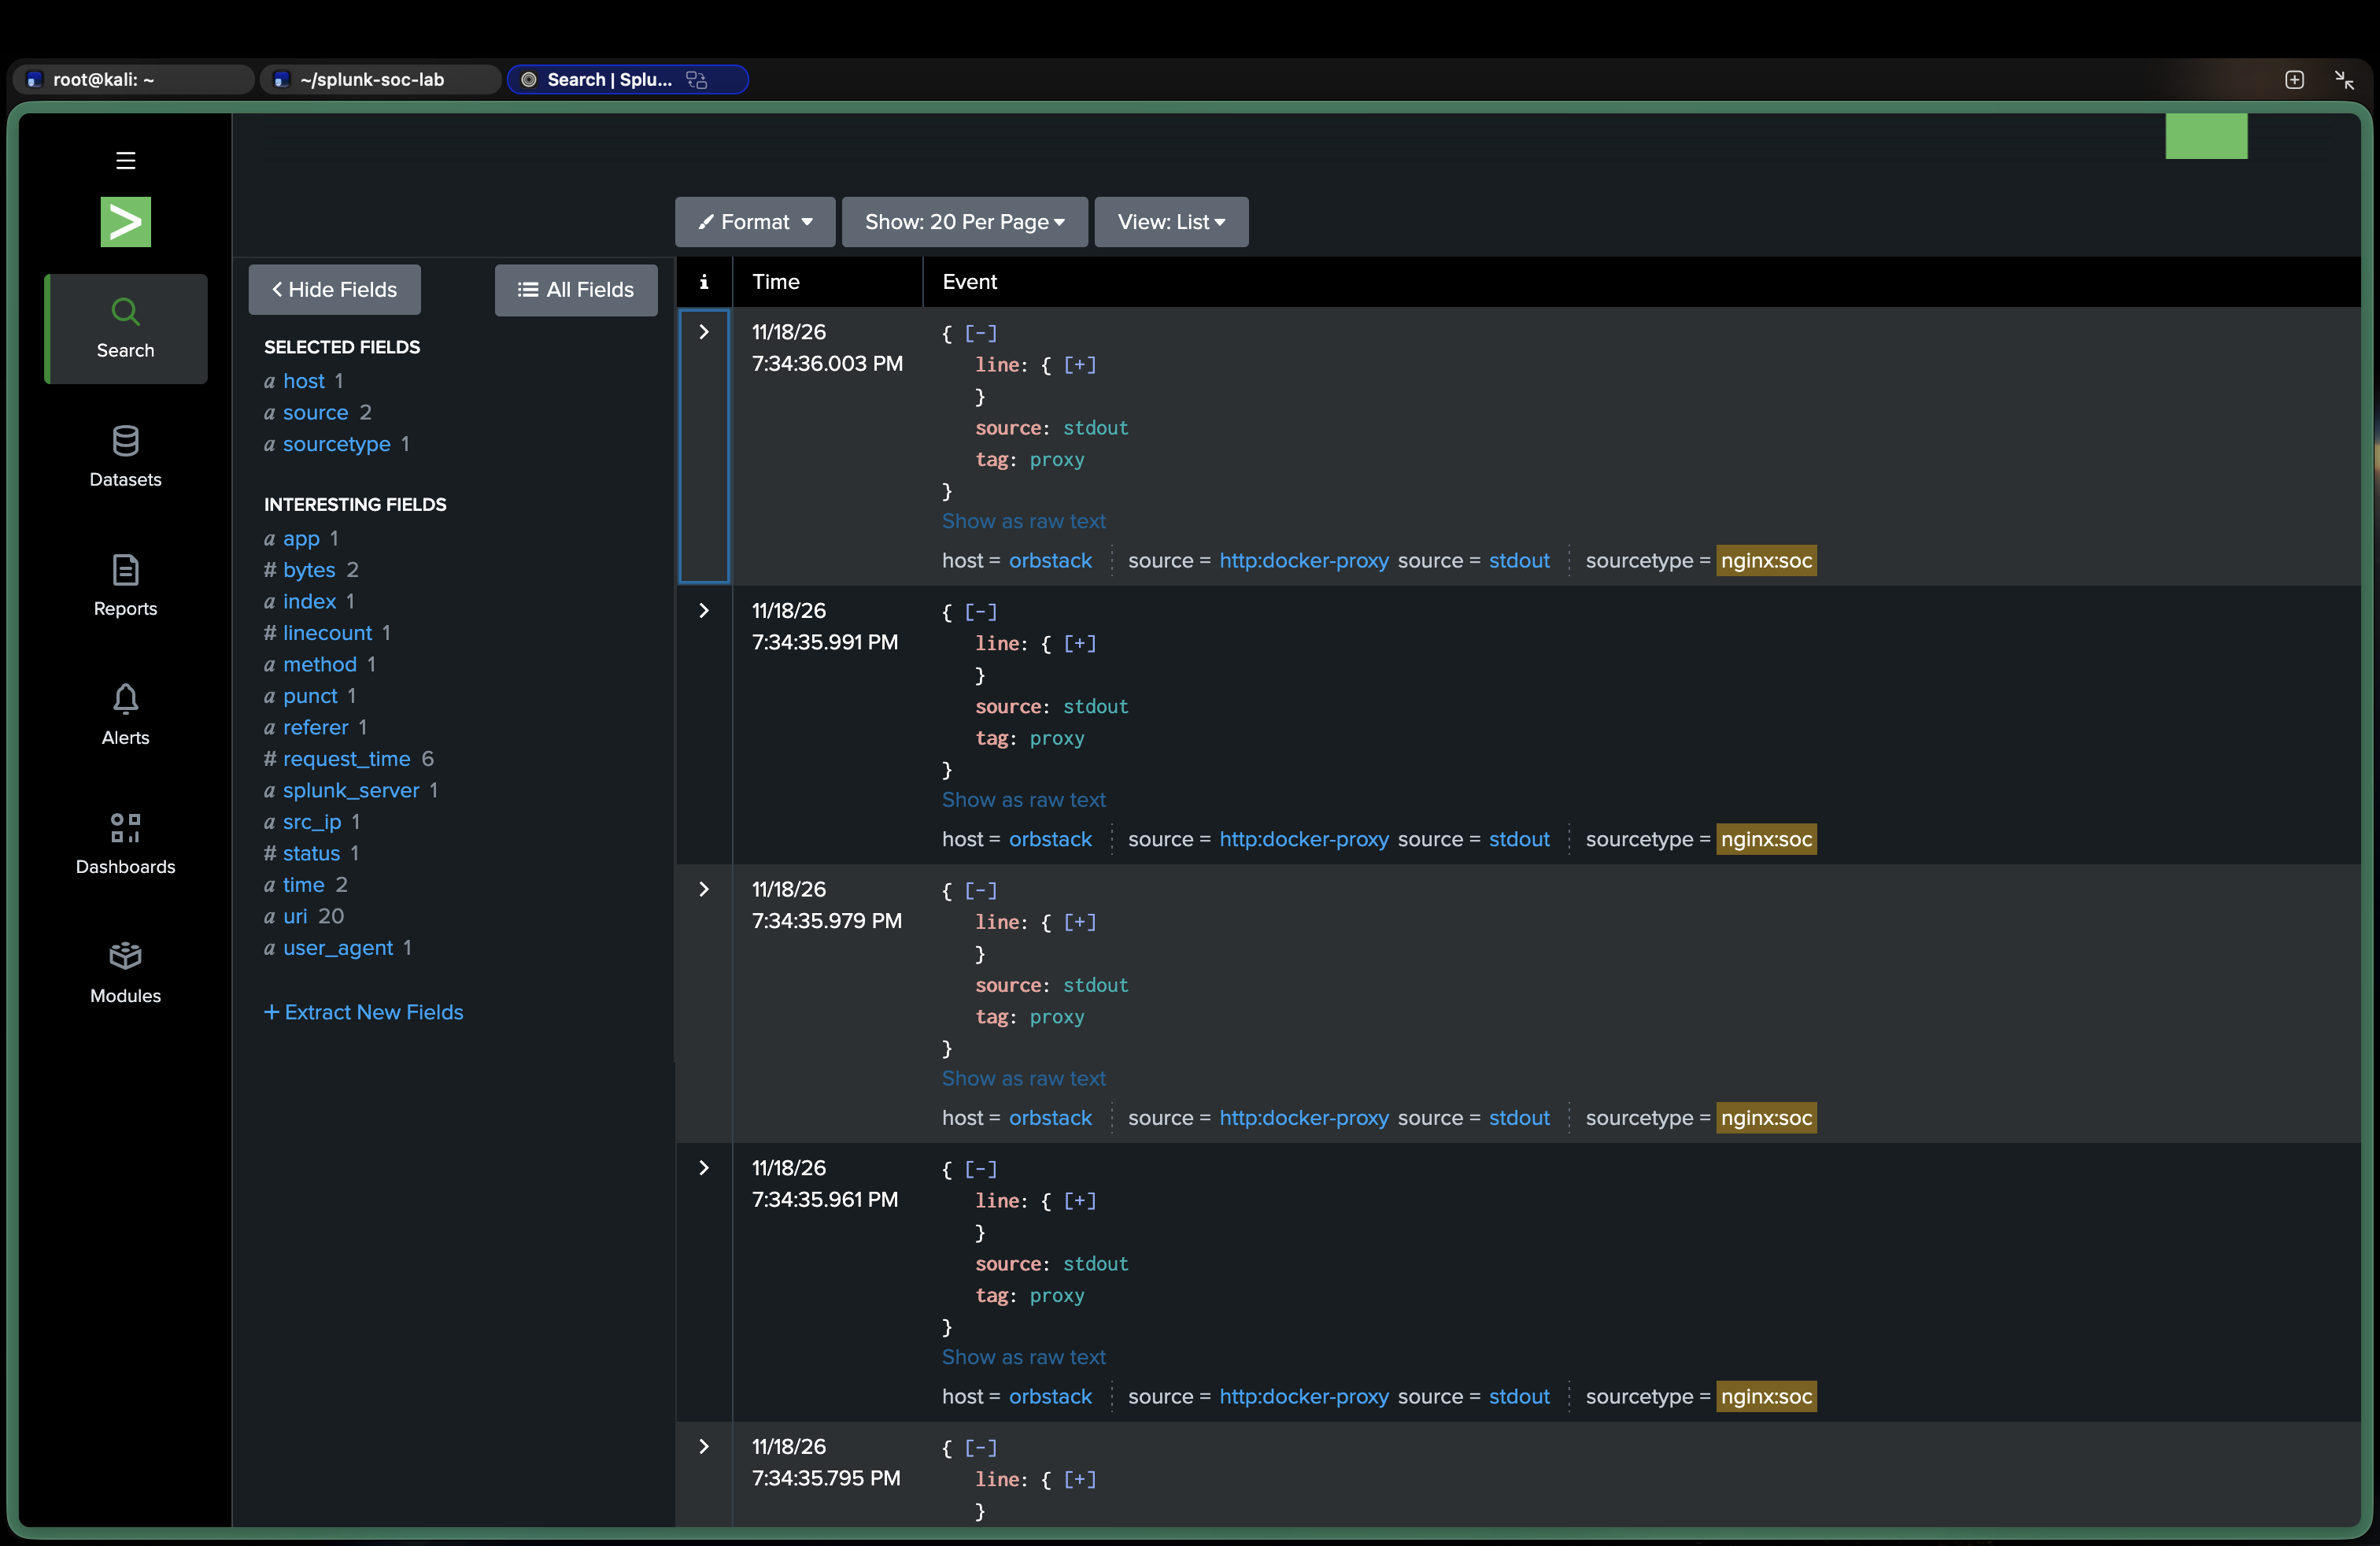 root@kali: ~
~/splunk-soc-lab
Search | Splu...
Format
Show: 20 Per Page
View: List
Search
Datasets
Reports
Alerts
Dashboards
Modules
Hide Fields
All Fields
SELECTED FIELDS
a host 1
a source 2
a sourcetype 1
INTERESTING FIELDS
a app 1
# bytes 2
a index 1
# linecount 1
a method 1
a punct 1
a referer 1
# request_time 6
a splunk_server 1
a src_ip 1
# status 1
a time 2
a uri 20
a user_agent 1
+ Extract New Fields
i Time Event
11/18/26
7:34:36.003 PM
{ [-]
line: { [+]
}
source: stdout
tag: proxy
}
Show as raw text
host = orbstack source = http:docker-proxy source = stdout sourcetype = nginx:soc
11/18/26
7:34:35.991 PM
{ [-]
line: { [+]
}
source: stdout
tag: proxy
}
Show as raw text
host = orbstack source = http:docker-proxy source = stdout sourcetype = nginx:soc
11/18/26
7:34:35.979 PM
{ [-]
line: { [+]
}
source: stdout
tag: proxy
}
Show as raw text
host = orbstack source = http:docker-proxy source = stdout sourcetype = nginx:soc
11/18/26
7:34:35.961 PM
{ [-]
line: { [+]
}
source: stdout
tag: proxy
}
Show as raw text
host = orbstack source = http:docker-proxy source = stdout sourcetype = nginx:soc
11/18/26
7:34:35.795 PM
{ [-]
line: { [+]
}